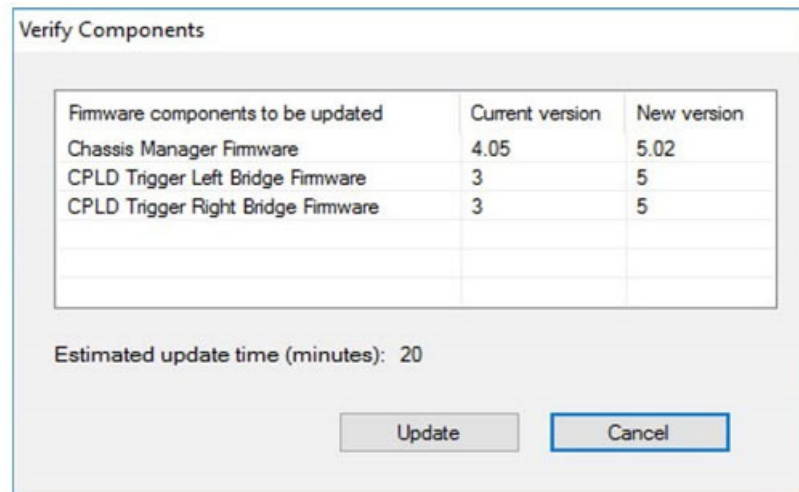 Verify Components
Firmware components to be updated Current version New version
Chassis Manager Firmware 4.05 5.02
CPLD Trigger Left Bridge Firmware 3 5
CPLD Trigger Right Bridge Firmware 3 5
Estimated update time (minutes): 20
Update Cancel